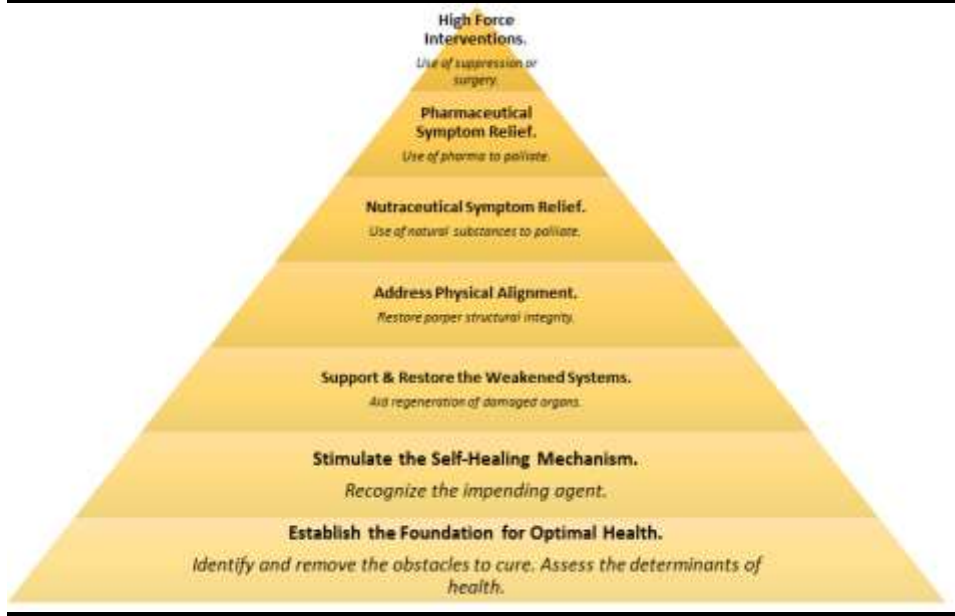 High Force
Interventions.
Use of suppression or
surgery.
Pharmaceutical
Symptom Relief.
Use of pharma to palliate.
Nutraceutical Symptom Relief.
Use of natural substances to palliate.
Address Physical Alignment.
Restore porper structural integrity.
Support & Restore the Weakened Systems.
Aid regeneration of damaged organs.
Stimulate the Self-Healing Mechanism.
Recognize the impending agent.
Establish the Foundation for Optimal Health.
Identify and remove the obstacles to cure. Assess the determinants of
health.